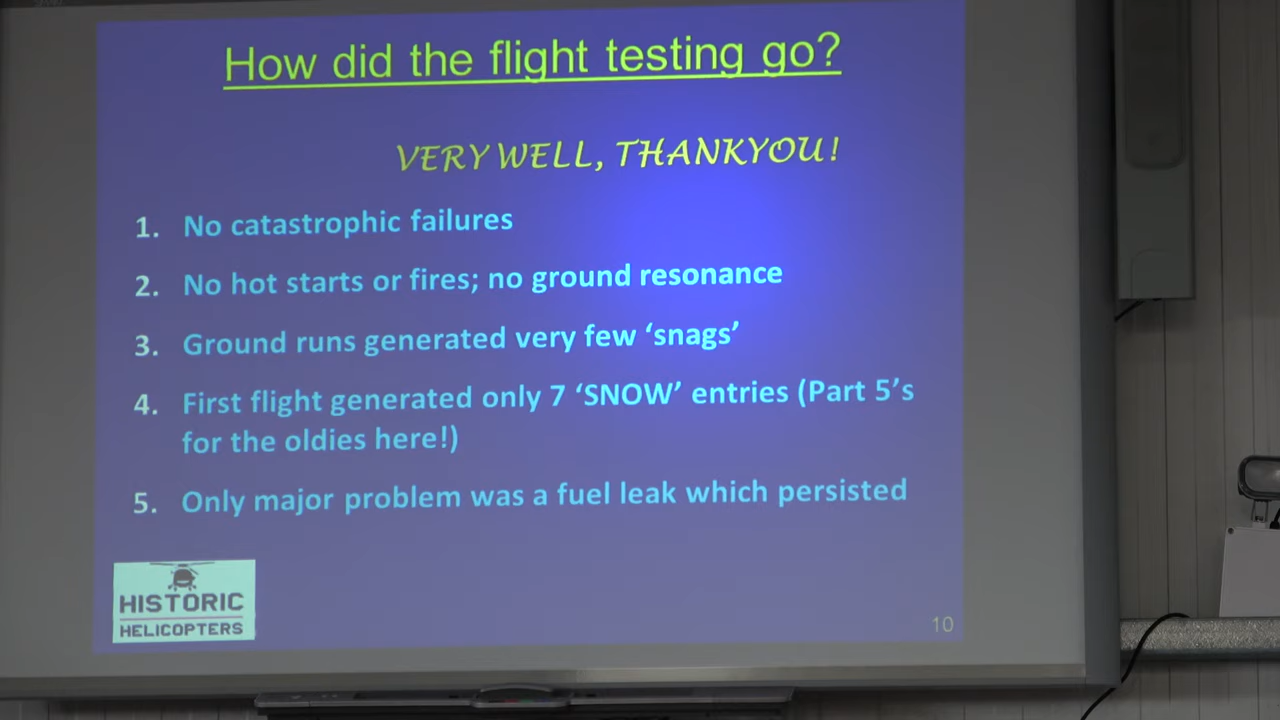 How did the flight testing go?
VERY WELL, THANKYOU!
1. No catastrophic failures
2. No hot starts or fires; no ground resonance
3. Ground runs generated very few ‘snags’
4. First flight generated only 7 ‘SNOW’ entries (Part 5’s
for the oldies here!)
5. Only major problem was a fuel leak which persisted
HISTORIC
HELICOPTERS
10